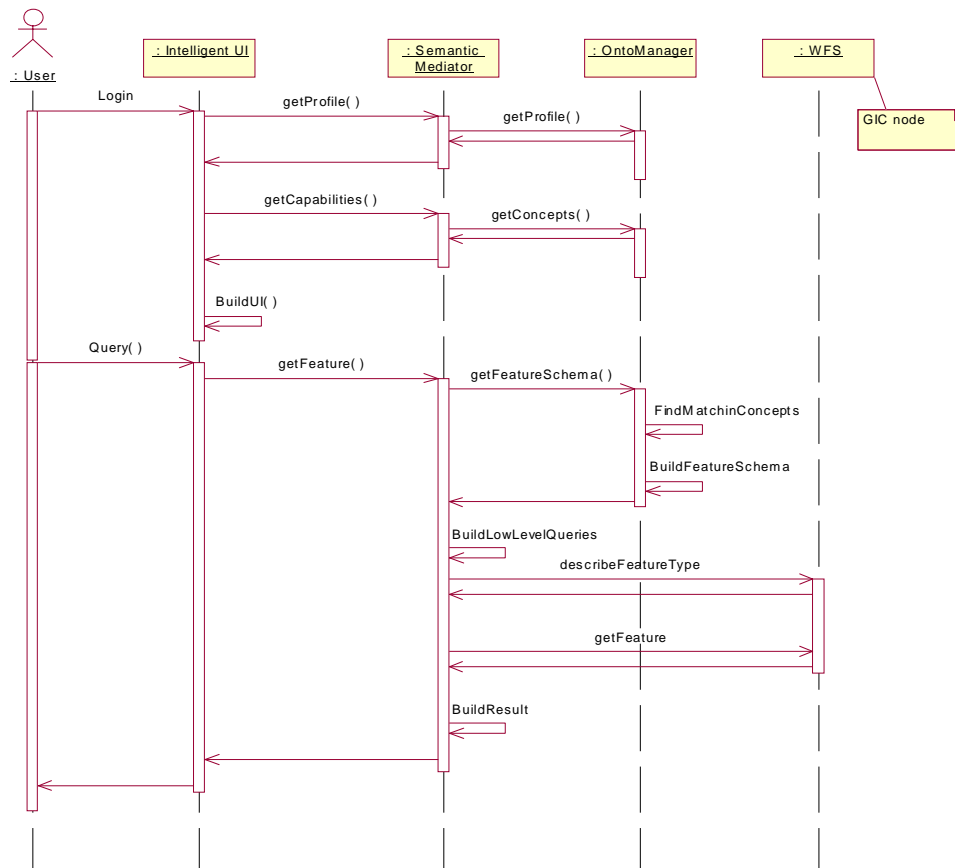 : User
: Intelligent UI
: Semantic
Mediator
: OntoManager
: WFS
GIC node
Login
getProfile( )
getProfile( )
getCapabilities( )
getConcepts( )
BuildUI( )
Query( )
getFeature( )
getFeatureSchema( )
FindMatchinConcepts
BuildFeatureSchema
BuildLowLevelQueries
describeFeatureType
getFeature
BuildResult